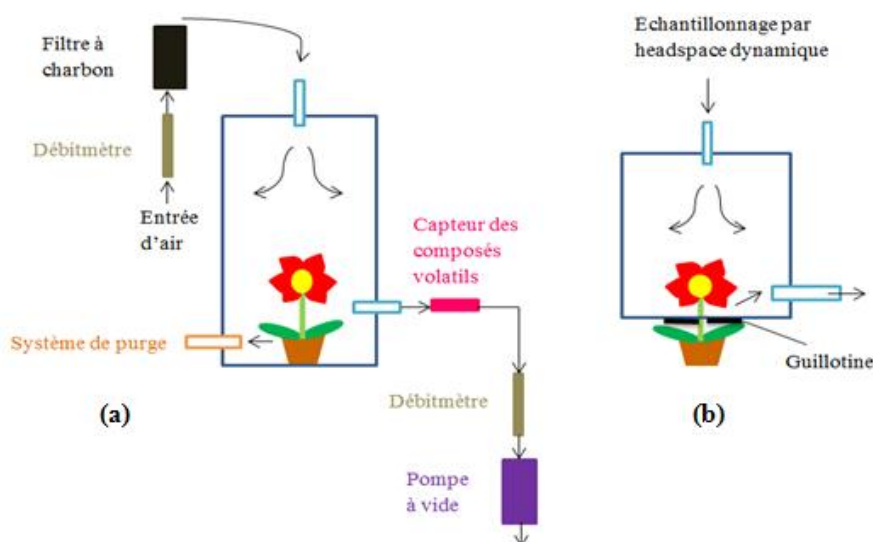 Filtre à
charbon
Débitmètre
Entrée
d'air
Système de purge
(a)
Capteur des
composés
volatils
Débitmètre
Pompe
à vide
Echantillonnage par
headspace dynamique
Guillotine
(b)